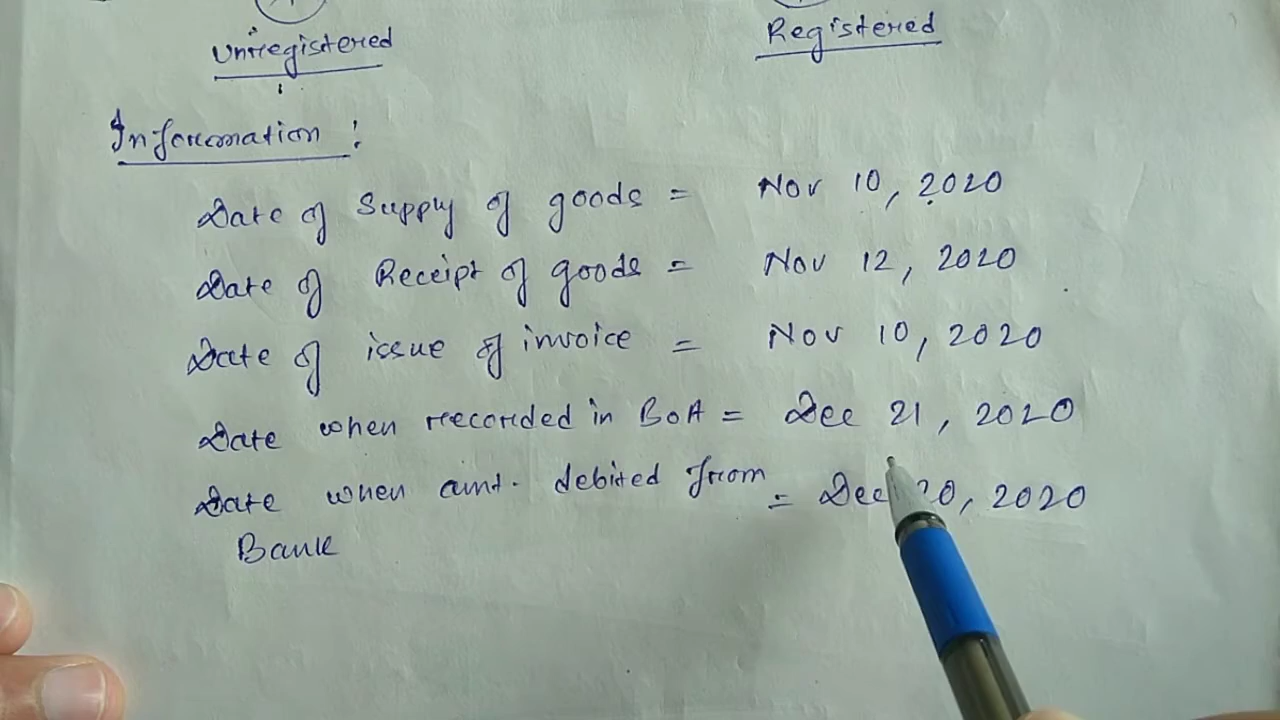 Unregistered
Registered
Information :
Date of Supply of goods = Nov 10, 2020
Date of Receipt of goods = Nov 12, 2020
Date of issue of invoice = Nov 10, 2020
Date when recorded in BOA = Dec 21, 2020
Date when amt. debited from = Dec 20, 2020
Bank